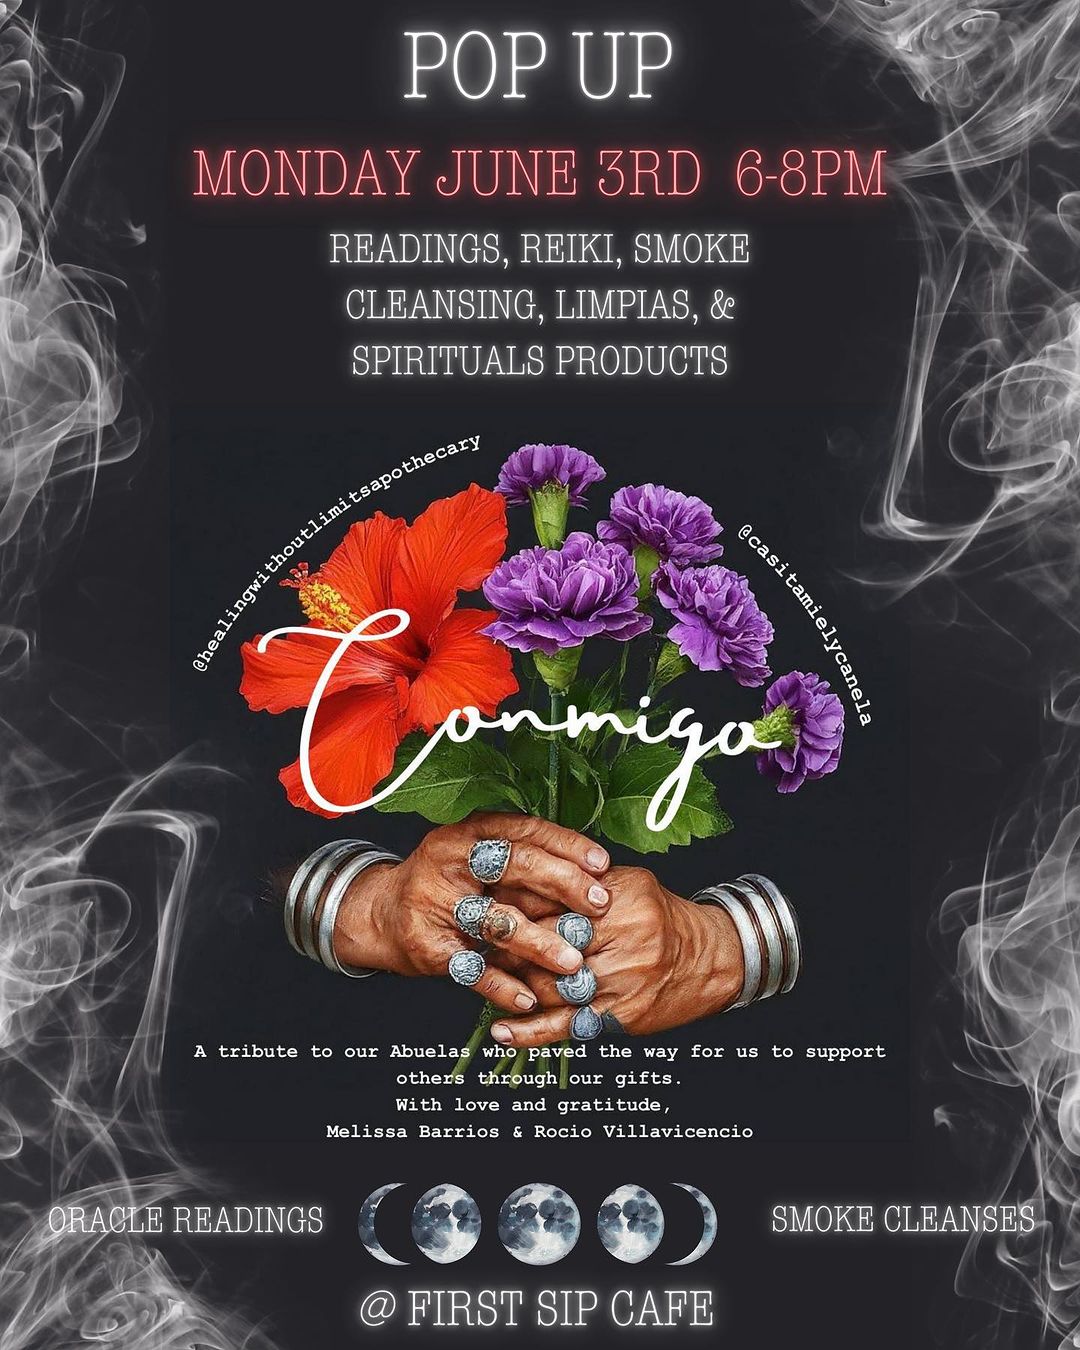 POP UP
MONDAY JUNE 3RD 6-8PM
READINGS, REIKI, SMOKE
CLEANSING, LIMPIAS, &
SPIRITUALS PRODUCTS
@healingwithoutlimitsapothecary
@casitamielycanela
Conmigo
A tribute to our Abuelas who paved the way for us to support
others through our gifts.
With love and gratitude,
Melissa Barrios & Rocio Villavicencio
ORACLE READINGS
SMOKE CLEANSES
@ FIRST SIP CAFE